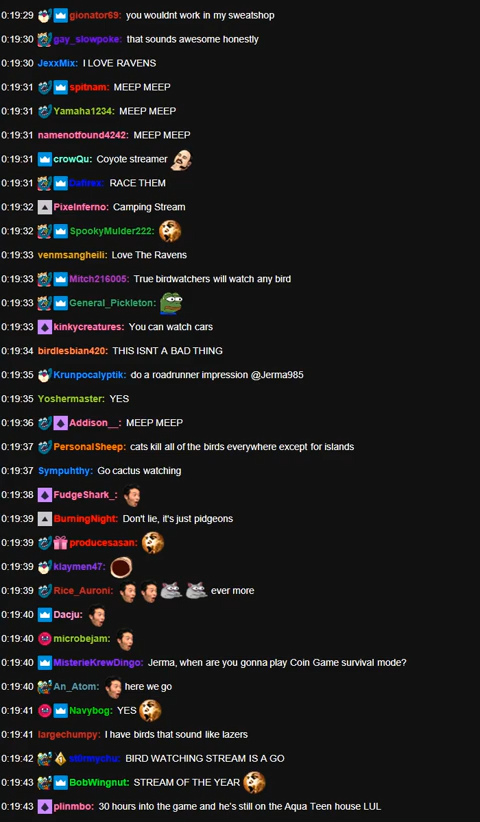 0:19:29 gionator69: you wouldnt work in my sweatshop
0:19:30 gay_slowpoke: that sounds awesome honestly
0:19:30 JexxMix: I LOVE RAVENS
0:19:31 spitnam: MEEP MEEP
0:19:31 Yamaha1234: MEEP MEEP
0:19:31 namenotfound4242: MEEP MEEP
0:19:31 crowQu: Coyote streamer
0:19:31 RACE THEM
0:19:32 PixeInferno: Camping Stream
0:19:32 SpookyMulder222:
0:19:33 venmsangheili: Love The Ravens
0:19:33 Mitch216005: True birdwatchers will watch any bird
0:19:33 General_Pickleton:
0:19:33 kinkycreatures: You can watch cars
0:19:34 birdlesbian420: THIS ISNT A BAD THING
0:19:35 Krunpocalyptik: do a roadrunner impression @Jerma985
0:19:35 Yoshermaster: YES
0:19:36 Addison__: MEEP MEEP
0:19:37 PersonalSheep: cats kill all of the birds everywhere except for islands
0:19:37 Sympuhthy: Go cactus watching
0:19:38 FudgeShark_:
0:19:39 BurningNight: Don't lie, it's just pidgeons
0:19:39 producesasan:
0:19:39 klaymen47:
0:19:39 Rice_Auroni: ever more
0:19:40 Dacju:
0:19:40 microbejam:
0:19:40 MisterieKrewDingo: Jerma, when are you gonna play Coin Game survival mode?
0:19:40 An_Atom: here we go
0:19:41 Navybog: YES
0:19:41 largechumpy: I have birds that sound like lazers
0:19:42 st0rmychu: BIRD WATCHING STREAM IS A GO
0:19:43 BobWingnut: STREAM OF THE YEAR
0:19:43 plinmbo: 30 hours into the game and he's still on the Aqua Teen house LUL